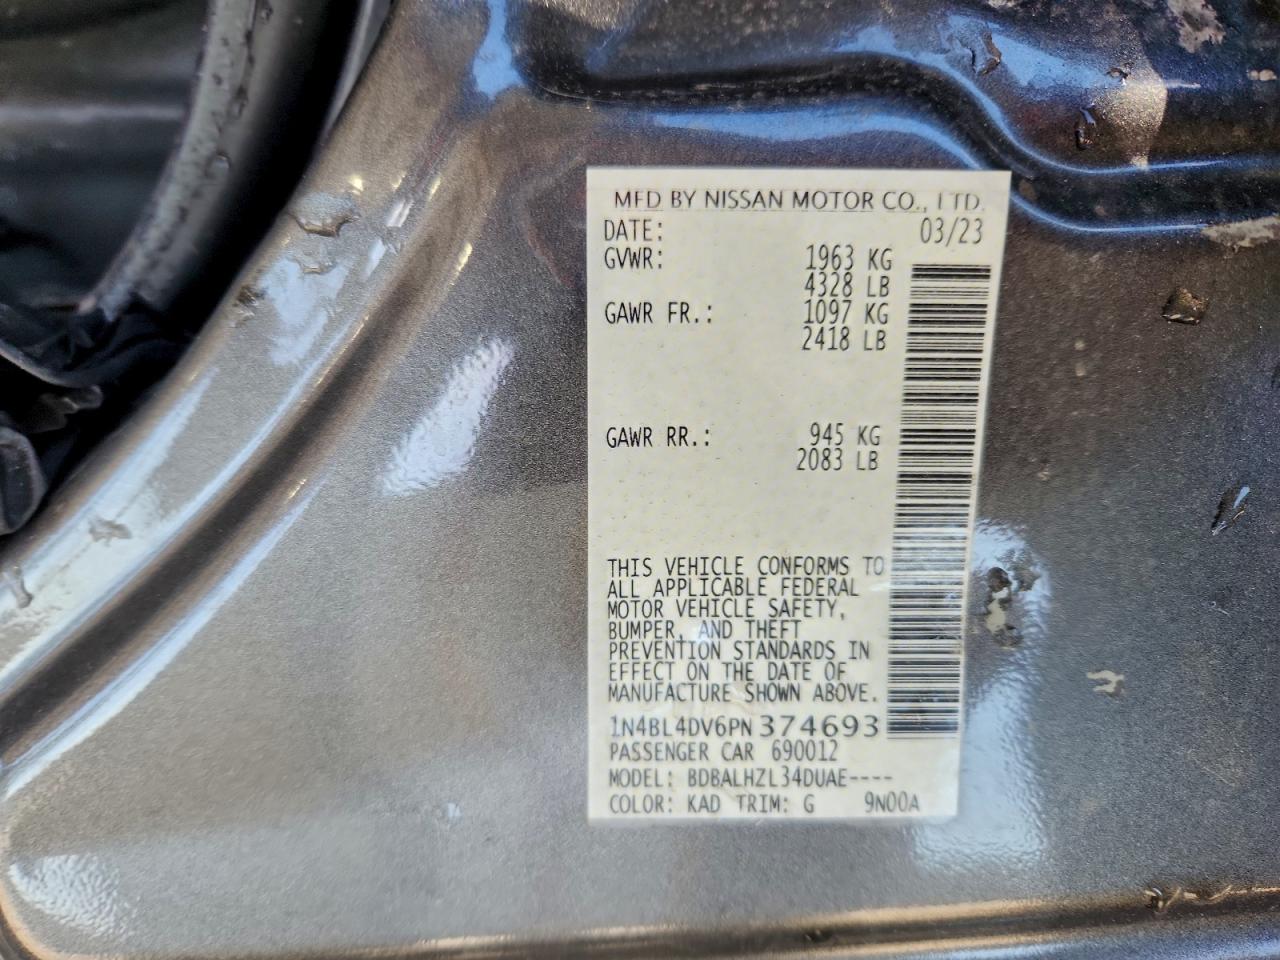 MFD BY NISSAN MOTOR CO., LTD.
DATE: 03/23
GVWR: 1963 KG
4328 LB
GAWR FR.: 1097 KG
2418 LB
GAWR RR.: 945 KG
2083 LB
THIS VEHICLE CONFORMS TO
ALL APPLICABLE FEDERAL
MOTOR VEHICLE SAFETY,
BUMPER, AND THEFT
PREVENTION STANDARDS IN
EFFECT ON THE DATE OF
MANUFACTURE SHOWN ABOVE.
1N4BL4DV6PN374693
PASSENGER CAR 690012
MODEL: BDBALHZL34DUAE----
COLOR: KAD TRIM: G 9N00A